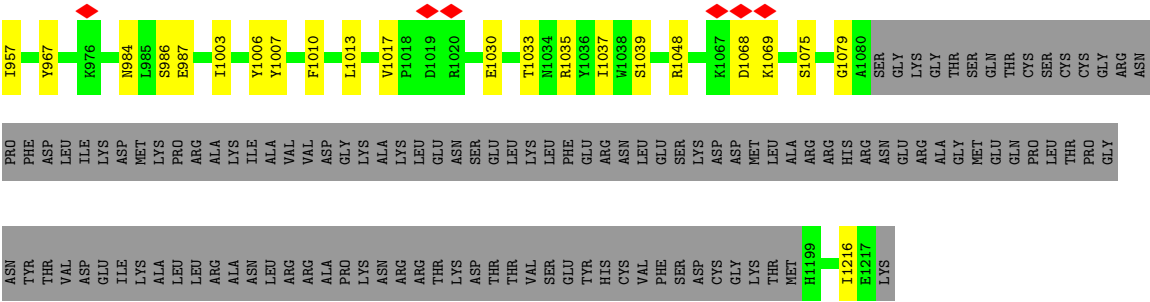 I957 Y967 K976 N984 L985 S986 E987 I1003 Y1006 Y1007 F1010 L1013 V1017 P1018 D1019 R1020 E1030 T1033 N1034 R1035 Y1036 I1037 W1038 S1039 R1048 K1067 D1068 K1069 S1075 G1079 A1080 SER GLY LYS GLY THR SER GLN THR CYS SER CYS CYS GLY ARG ASN
PRO PHE ASP LEU ILE LYS ASP MET LYS PRO ARG ALA LYS ILE ALA VAL VAL ASP GLY LYS ALA LYS LEU GLU ASN SER GLU LEU LYS LEU PHE GLU ARG ASN LEU GLU SER LYS ASP ASP MET LEU ALA ARG ARG HIS ARG ASN GLU ARG ALA GLY MET GLU GLN PRO LEU THR PRO GLY
ASN TYR THR VAL ASP GLU ILE LYS ALA LEU LEU ARG ALA ASN LEU ARG ARG ALA PRO LYS ASN ARG ARG THR LYS ASP THR THR VAL SER GLU TYR HIS CYS VAL PHE SER ASP CYS GLY LYS THR MET H1199 I1216 E1217 LYS